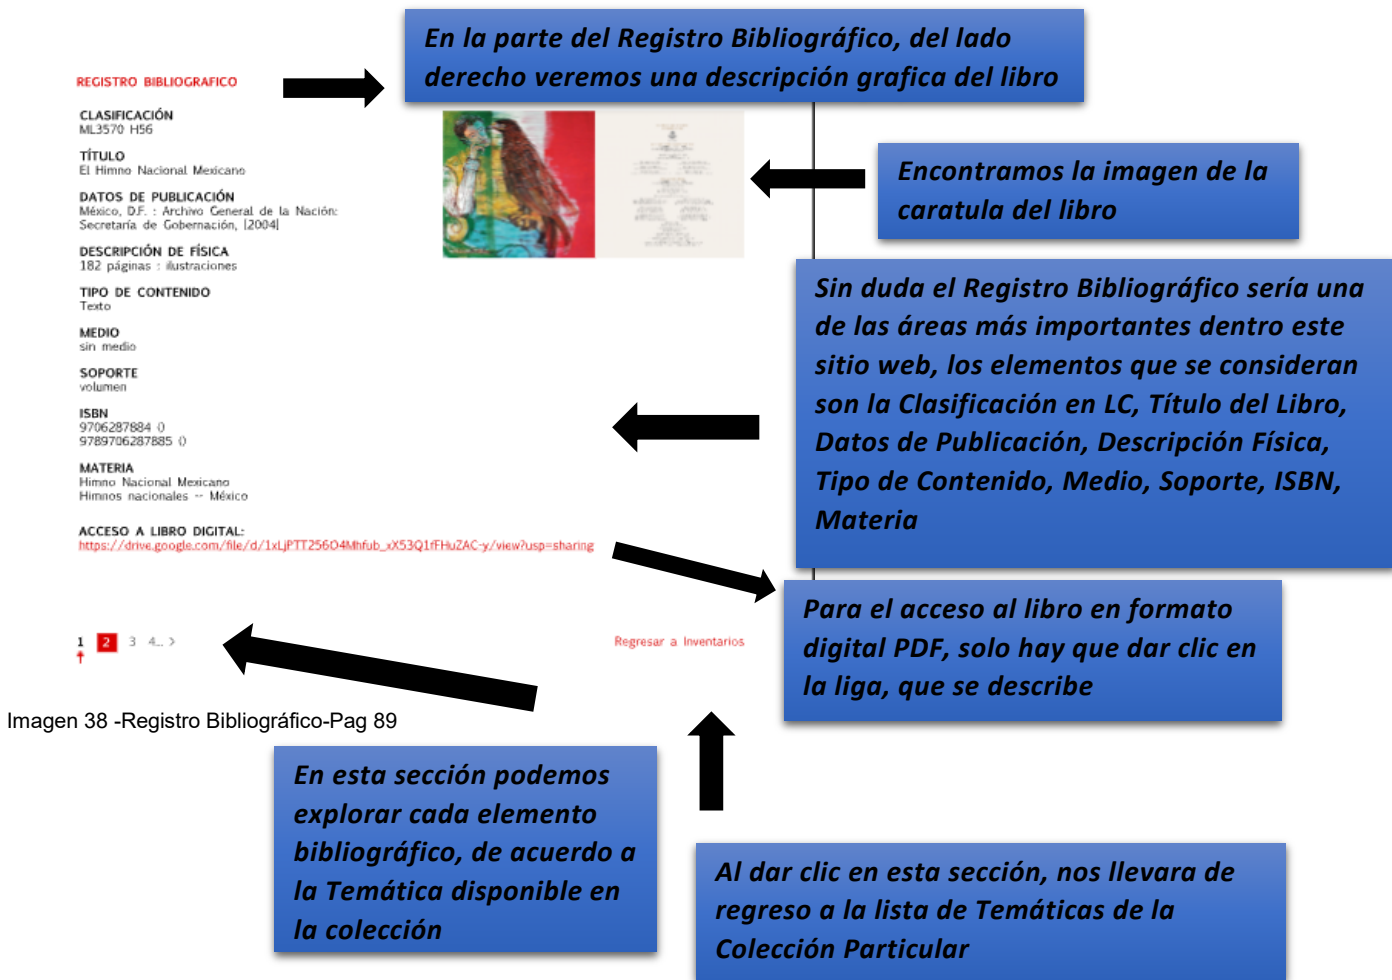 En la parte del Registro Bibliográfico, del lado
derecho veremos una descripción grafica del libro
REGISTRO BIBLIOGRAFICO
CLASIFICACIÓN
ML3570 H56
TÍTULO
El Himno Nacional Mexicano
DATOS DE PUBLICACIÓN
México, D.F. : Archivo General de la Nación:
Secretaría de Gobernación, [2004]
DESCRIPCIÓN DE FÍSICA
182 páginas : ilustraciones
TIPO DE CONTENIDO
Texto
MEDIO
sin medio
SOPORTE
volumen
ISBN
9706287884 ()
9789706287885 ()
MATERIA
Himno Nacional Mexicano
Himnos nacionales -- México
ACCESO A LIBRO DIGITAL:
https://drive.google.com/file/d/1xLjPTT256O4Mhfub_xX53Q1fFHuZAC-y/view?usp=sharing
Encontramos la imagen de la
caratula del libro
Sin duda el Registro Bibliográfico sería una
de las áreas más importantes dentro este
sitio web, los elementos que se consideran
son la Clasificación en LC, Título del Libro,
Datos de Publicación, Descripción Física,
Tipo de Contenido, Medio, Soporte, ISBN,
Materia
Para el acceso al libro en formato
digital PDF, solo hay que dar clic en
la liga, que se describe
1 2 3 4... >
Regresar a Inventarios
Imagen 38 -Registro Bibliográfico-Pag 89
En esta sección podemos
explorar cada elemento
bibliográfico, de acuerdo a
la Temática disponible en
la colección
Al dar clic en esta sección, nos llevara de
regreso a la lista de Temáticas de la
Colección Particular